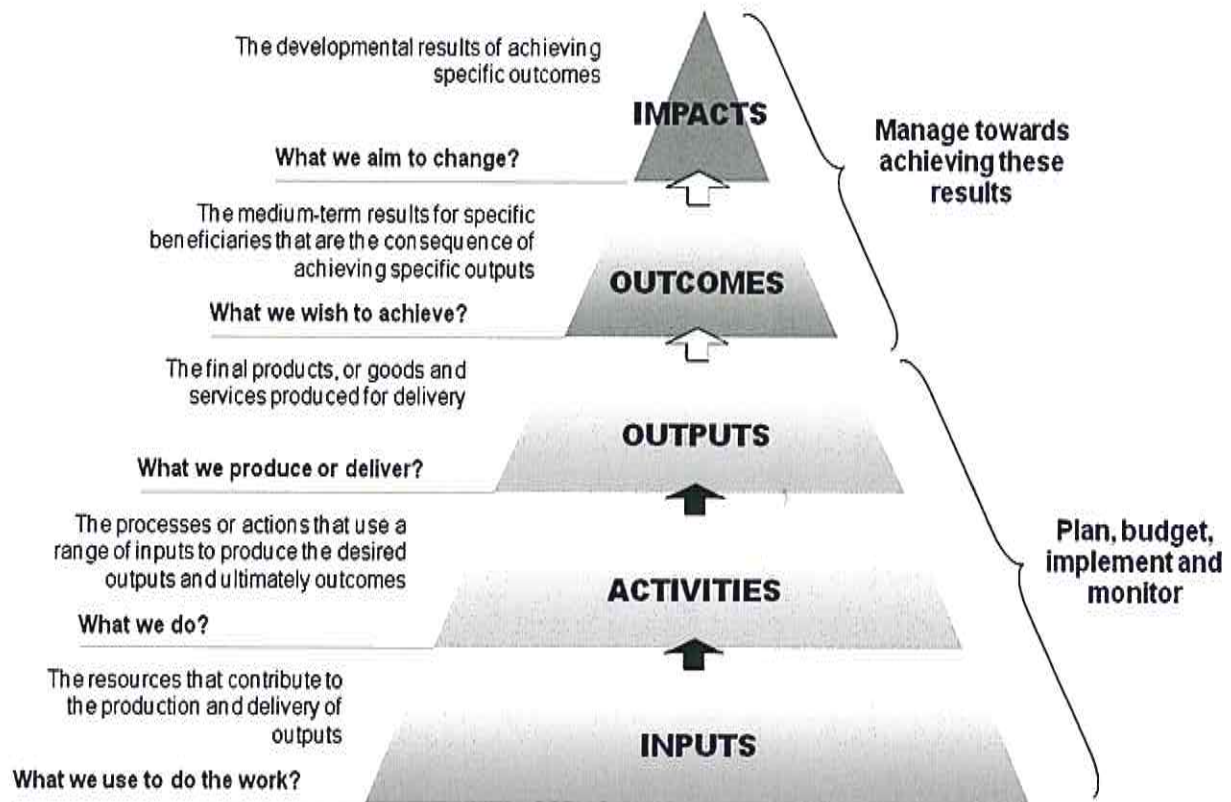 The developmental results of achieving
specific outcomes
IMPACTS
What we aim to change?
Manage towards
achieving these
results
The medium-term results for specific
beneficiaries that are the consequence of
achieving specific outputs
OUTCOMES
What we wish to achieve?
The final products, or goods and
services produced for delivery
OUTPUTS
What we produce or deliver?
The processes or actions that use a
range of inputs to produce the desired
outputs and ultimately outcomes
ACTIVITIES
What we do?
Plan, budget,
implement and
monitor
The resources that contribute to
the production and delivery of
outputs
INPUTS
What we use to do the work?